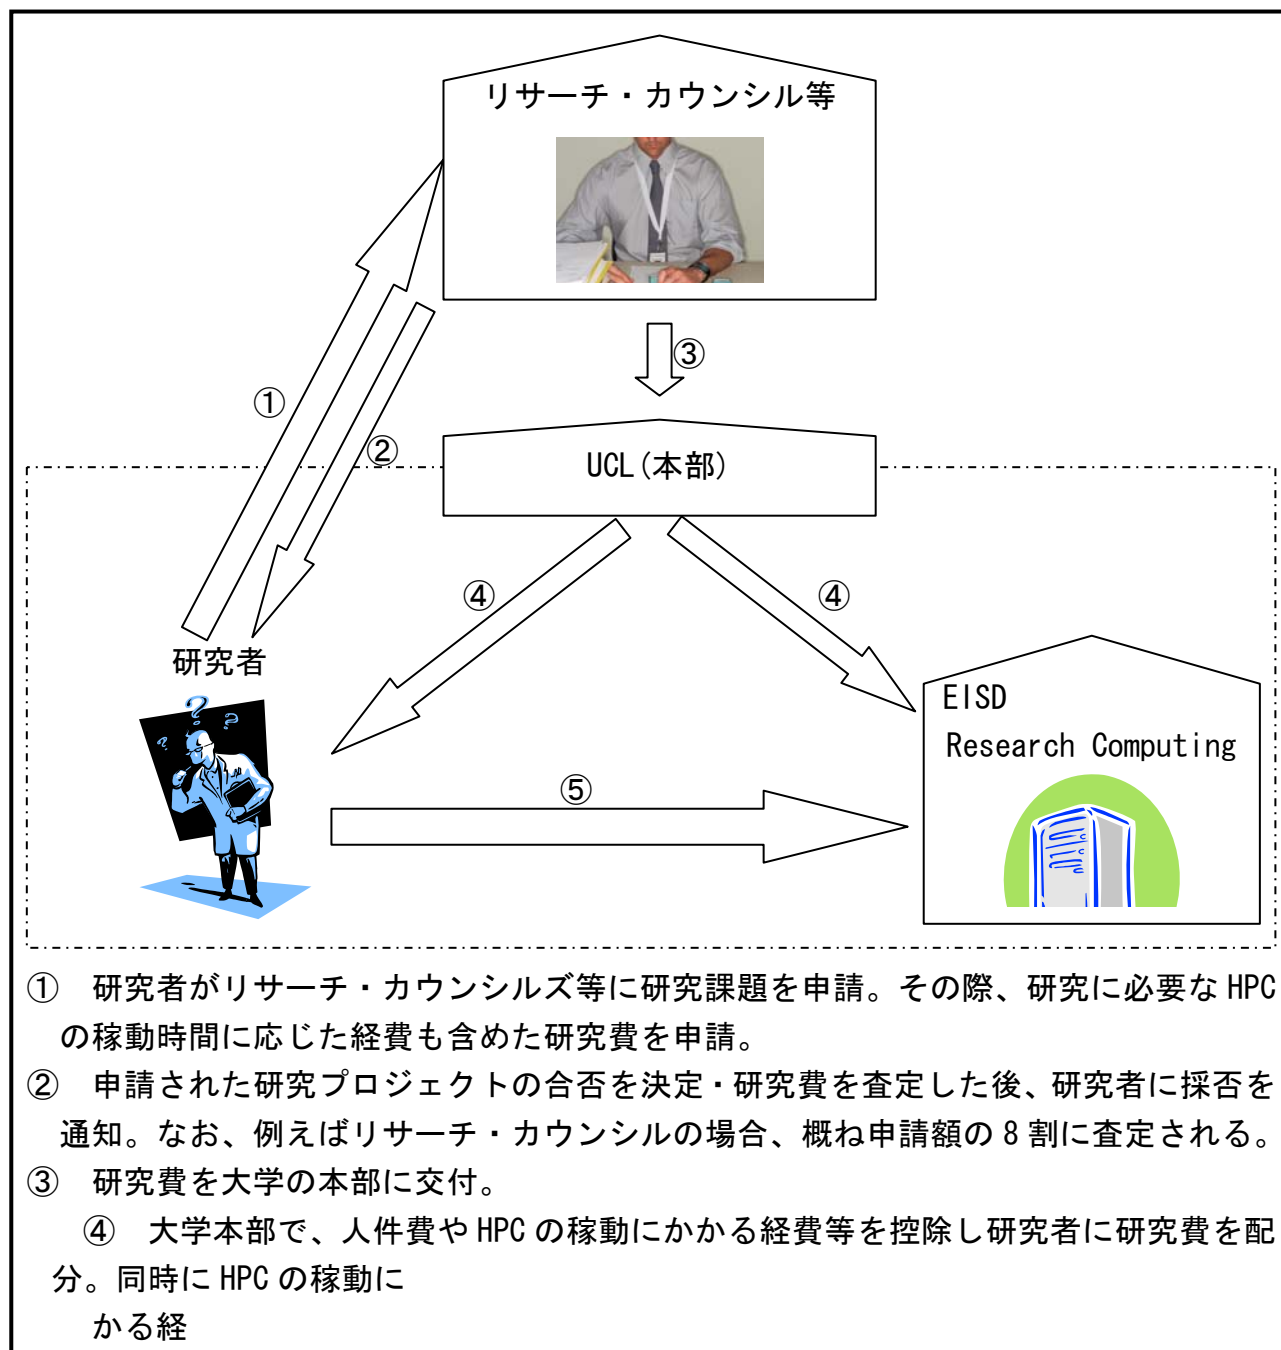 リサーチ・カウンシル等
①
③
②
UCL(本部)
④
④
研究者
EISD
Research Computing
⑤
① 研究者がリサーチ・カウンシルズ等に研究課題を申請。その際、研究に必要な HPC
の稼動時間に応じた経費も含めた研究費を申請。
② 申請された研究プロジェクトの合否を決定・研究費を査定した後、研究者に採否を
通知。なお、例えばリサーチ・カウンシルの場合、概ね申請額の 8 割に査定される。
③ 研究費を大学の本部に交付。
④ 大学本部で、人件費や HPC の稼動にかかる経費等を控除し研究者に研究費を配
分。同時に HPC の稼動に
かる経